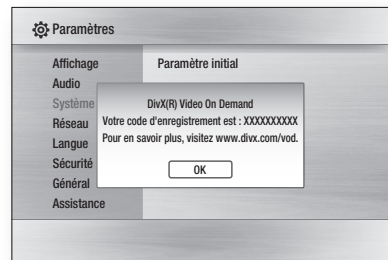 Paramètres
Affichage
Paramètre initial
Audio
Système
Réseau
Langue
Sécurité
Général
Assistance
DivX(R) Video On Demand
Votre code d'enregistrement est : XXXXXXXXXX
Pour en savoir plus, visitez www.divx.com/vod.
OK